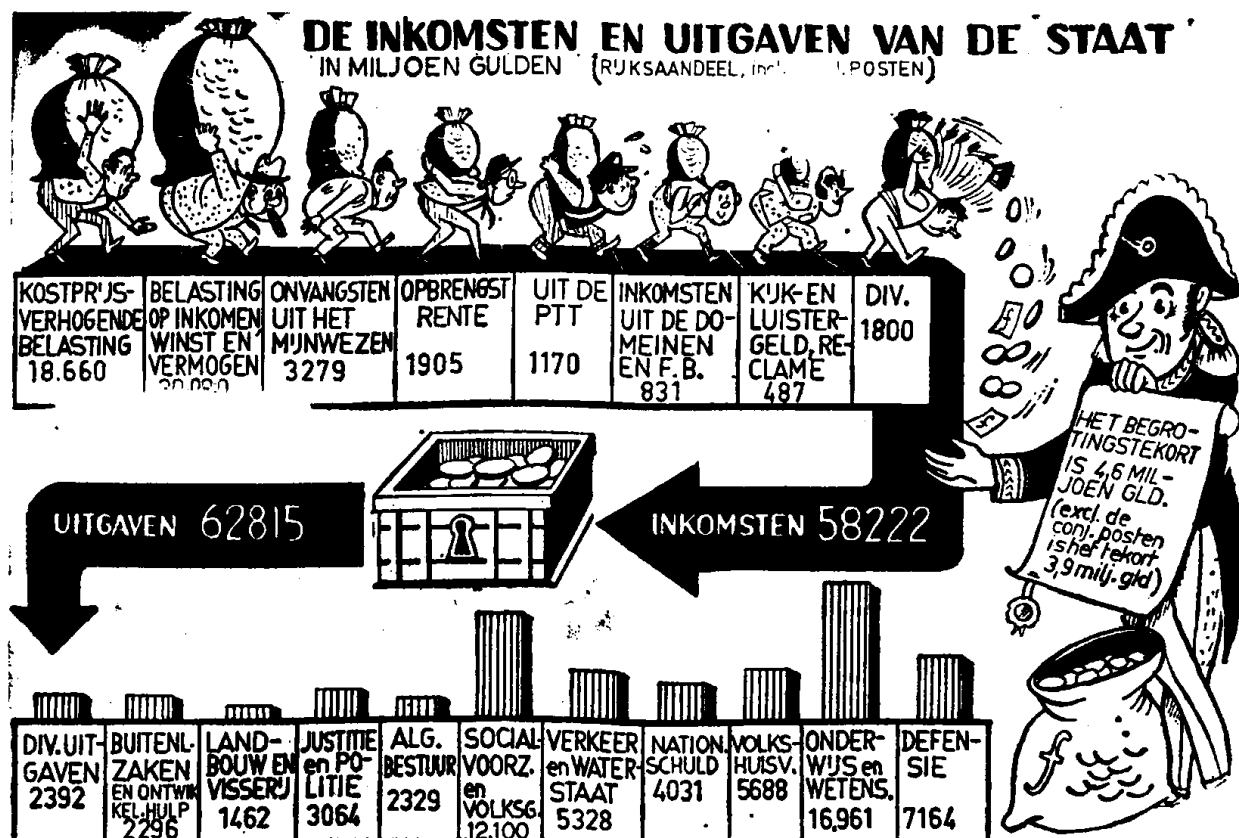 DE INKOMSTEN EN UITGAVEN VAN DE STAAT
IN MILJOEN GULDEN (RIJKSAANDEEL, incl. POSTEN)
KOSTPRIJS-
VERHOGENDE
BELASTING
18.660
BELASTING
OP INKOMEN
WINST EN
VERMOGEN
ONVANGSTEN
UIT HET
MIJNWEZEN
3279
OPBRENGST
RENTE
1905
UIT DE
PTT
1170
INKOMSTEN
UIT DE DO-
MEINEN
EN F.B.
831
KIJK- EN
LUISTER-
GELD, RE-
CLAME
487
DIV.
1800
HET BEGRO-
TINGSTEKORT
IS 4,6 MIL-
JOEN GLD.
(excl. de
conj. posten
is het tekort
3,9 milj. gld)
UITGAVEN 62815
INKOMSTEN 58222
DIV. UIT-
GAVEN
2392
BUITENL.
ZAKEN
EN ONTWIK
KEL. HULP
2296
LAND-
BOUW EN
VISSERIJ
1462
JUSTITIE
en PO-
LITIE
3064
ALG.
BESTUUR
2329
SOCIAL
VOORZ.
en
VOLKSG.
12.100
VERKEER
en WATER-
STAAT
5328
NATION.
SCHULD
4031
VOLKS-
HUISV.
5688
ONDER-
WIJS en
WETENS.
16.961
DEFEN-
SIE
7164
f